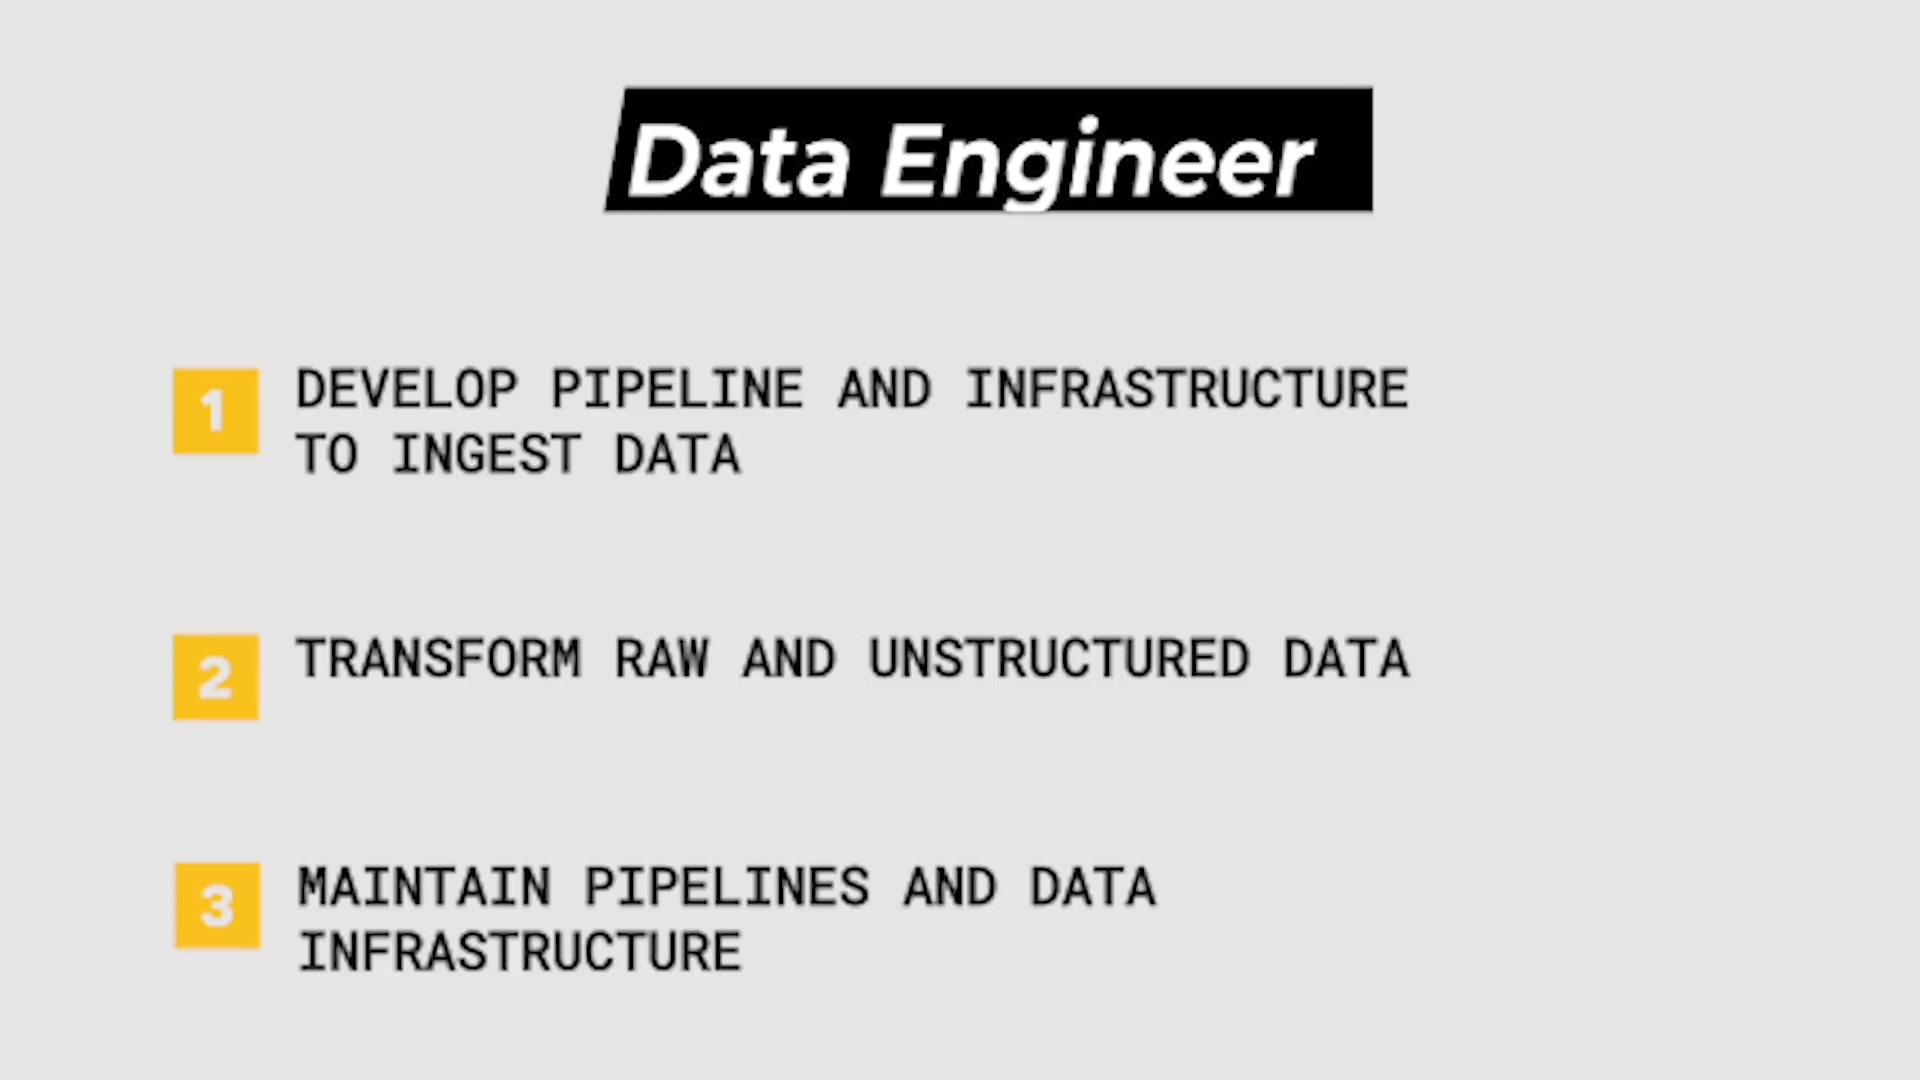 Data Engineer
1 DEVELOP PIPELINE AND INFRASTRUCTURE
TO INGEST DATA
2 TRANSFORM RAW AND UNSTRUCTURED DATA
3 MAINTAIN PIPELINES AND DATA
INFRASTRUCTURE